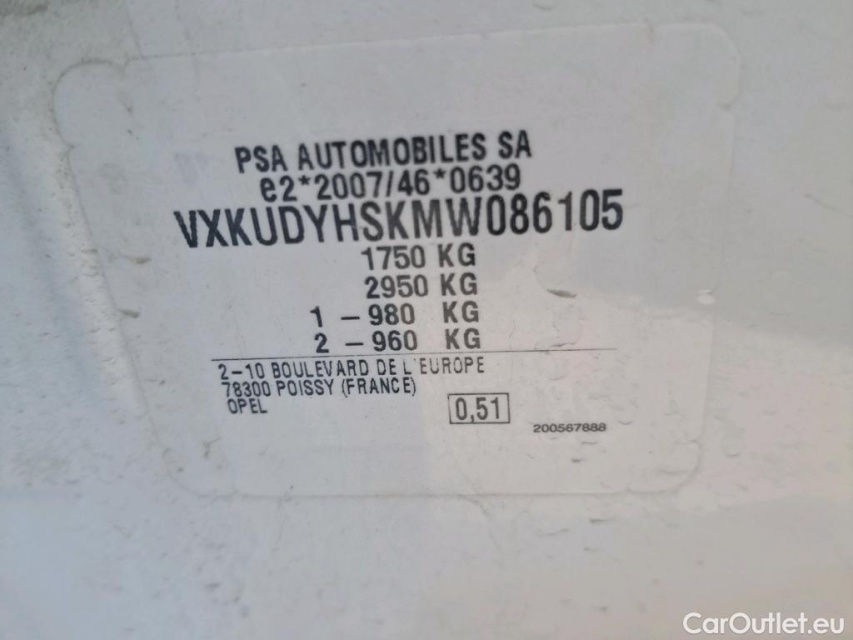 PSA AUTOMOBILES SA
e2*2007/46*0639
VXKUDYHSKMW086105
1750 KG
2950 KG
1 – 980 KG
2 – 960 KG
2–10 BOULEVARD DE L'EUROPE
78300 POISSY (FRANCE)
OPEL
0,51
200567888
CarOutlet.eu